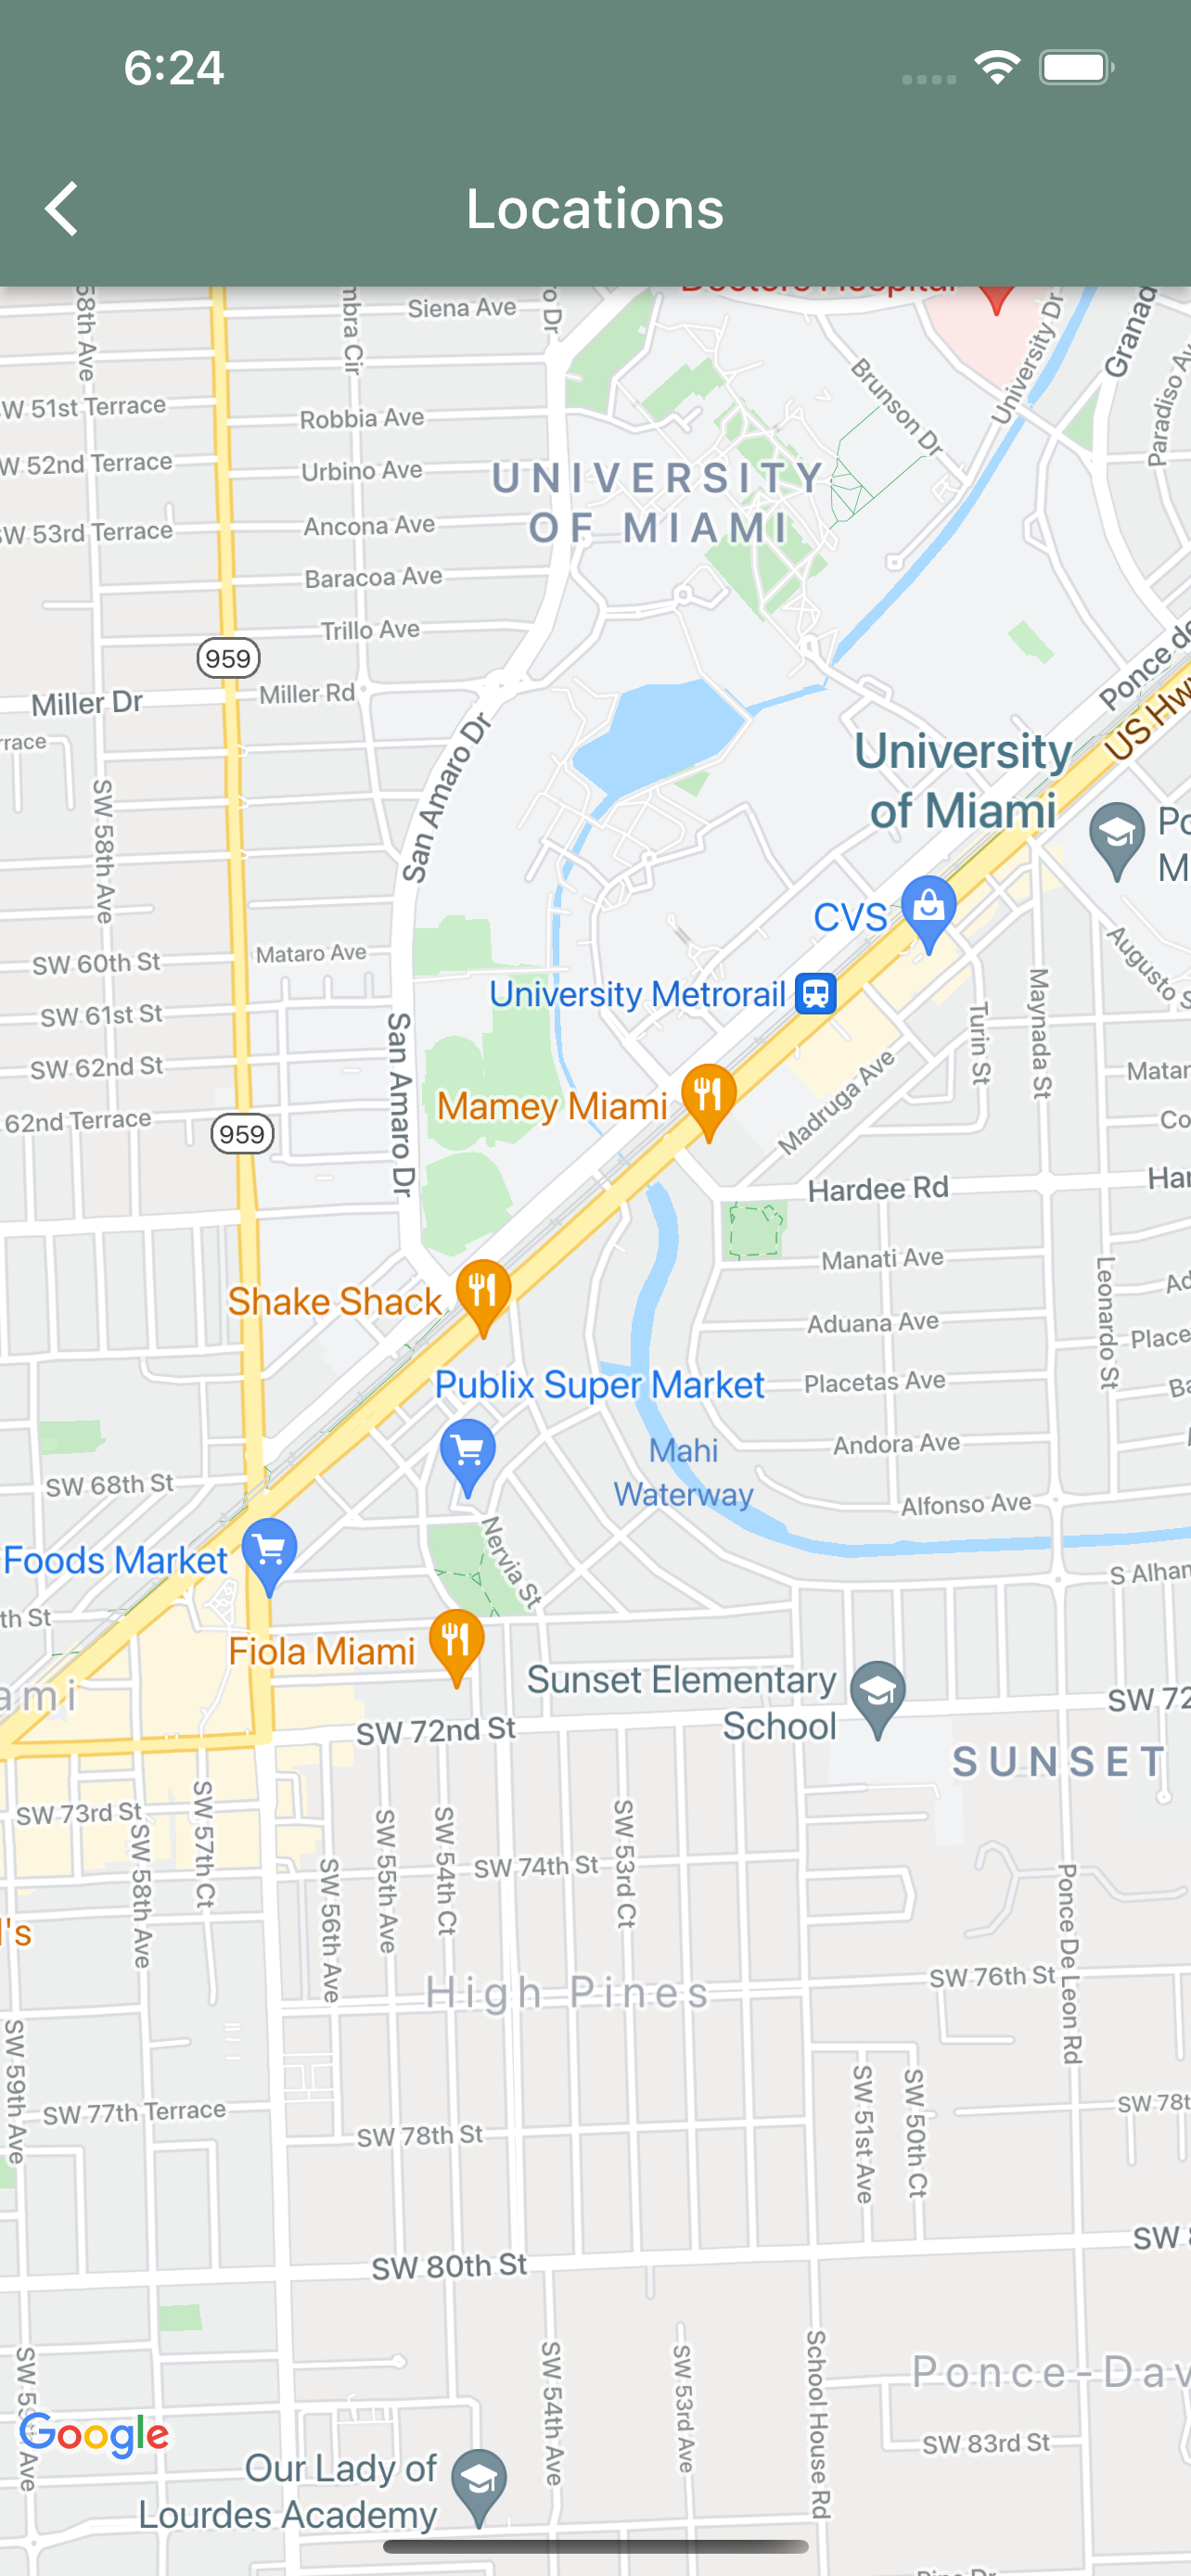 6:24
Locations
Doctors Hospital
58th Ave
Siena Ave
University Dr
Granad
Brunson Dr
Paradiso Av
W 51st Terrace
Robbia Ave
W 52nd Terrace
Urbino Ave
UNIVERSITY
OF MIAMI
SW 53rd Terrace
Ancona Ave
Baracoa Ave
Trillo Ave
959
Ponce de
US Hwy
Miller Dr
Miller Rd
San Amaro Dr
University
of Miami
SW 58th Ave
CVS
SW 60th St
Mataro Ave
Augusto S
University Metrorail
SW 61st St
San Amaro Dr
Turin St
Maynada St
SW 62nd St
Matar
Mamey Miami
Madruga Ave
62nd Terrace
Co
959
Hardee Rd
Har
Manati Ave
Leonardo St
Ad
Shake Shack
Aduana Ave
Place
Publix Super Market
Placetas Ave
Ba
Mahi
Waterway
Andora Ave
SW 68th St
Alfonso Ave
Nervia St
Foods Market
S Alham
th St
Fiola Miami
Sunset Elementary
School
ami
SW 72nd St
SW 72
SUNSET
SW 73rd St
SW 57th Ct
SW 58th Ave
SW 56th Ave
SW 55th Ave
SW 54th Ct
SW 74th St
SW 53rd Ct
Ponce De Leon Rd
l's
High Pines
SW 76th St
SW 59th Ave
SW 77th Terrace
SW 78th St
SW 51st Ave
SW 50th Ct
SW 78t
SW 80th St
SW 8
SW 59th Ave
SW 54th Ave
SW 53rd Ave
School House Rd
Ponce-Dav
SW 83rd St
Google
Our Lady of
Lourdes Academy